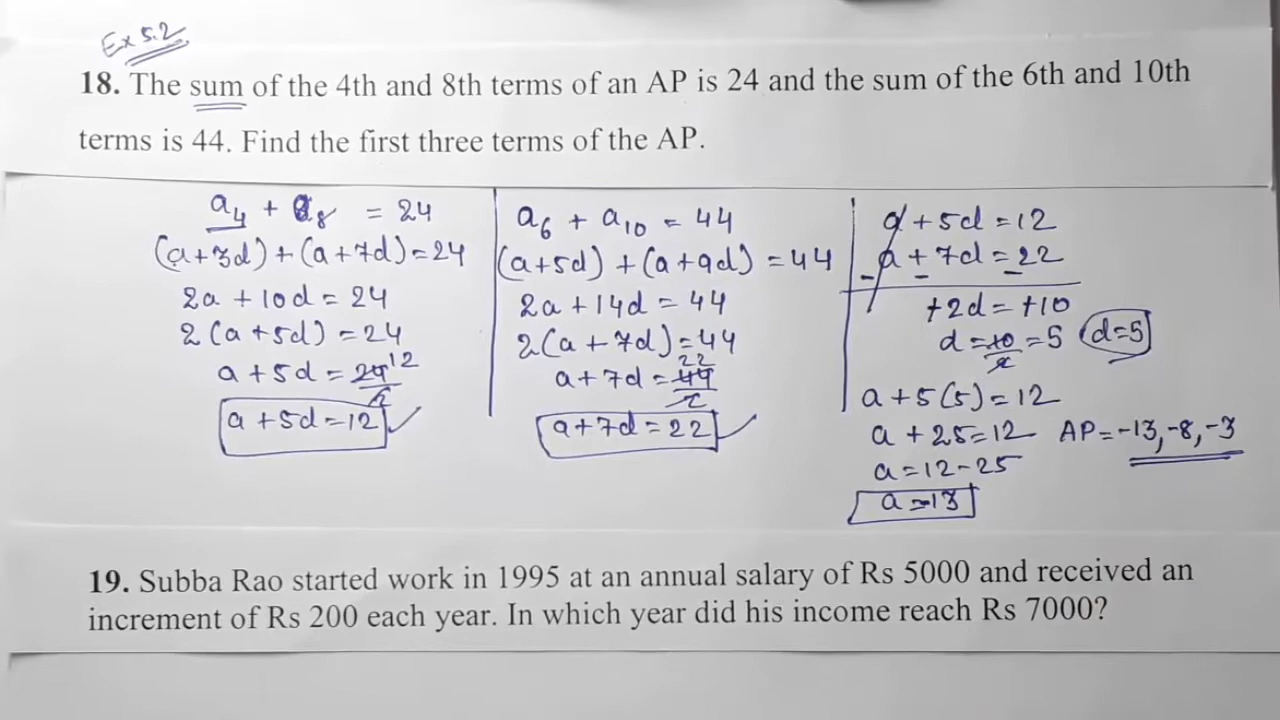 Ex 5.2
18. The sum of the 4th and 8th terms of an AP is 24 and the sum of the 6th and 10th
terms is 44. Find the first three terms of the AP.
a₄ + a₈ = 24
(a+3d)+(a+7d)=24
2a + 10d = 24
2(a+5d) = 24
a+5d = 24/2 12
a+5d=12
a₆ + a₁₀ = 44
(a+5d)+(a+9d)=44
2a+14d = 44
2(a+7d)=44
a+7d = 44/2 22
a+7d=22
a+5d=12
a+7d=22
- - -
+2d=+10
d=10/2=5 d=5
a+5(5)=12
a+25=12 AP=-13,-8,-3
a=12-25
a=-13
19. Subba Rao started work in 1995 at an annual salary of Rs 5000 and received an
increment of Rs 200 each year. In which year did his income reach Rs 7000?